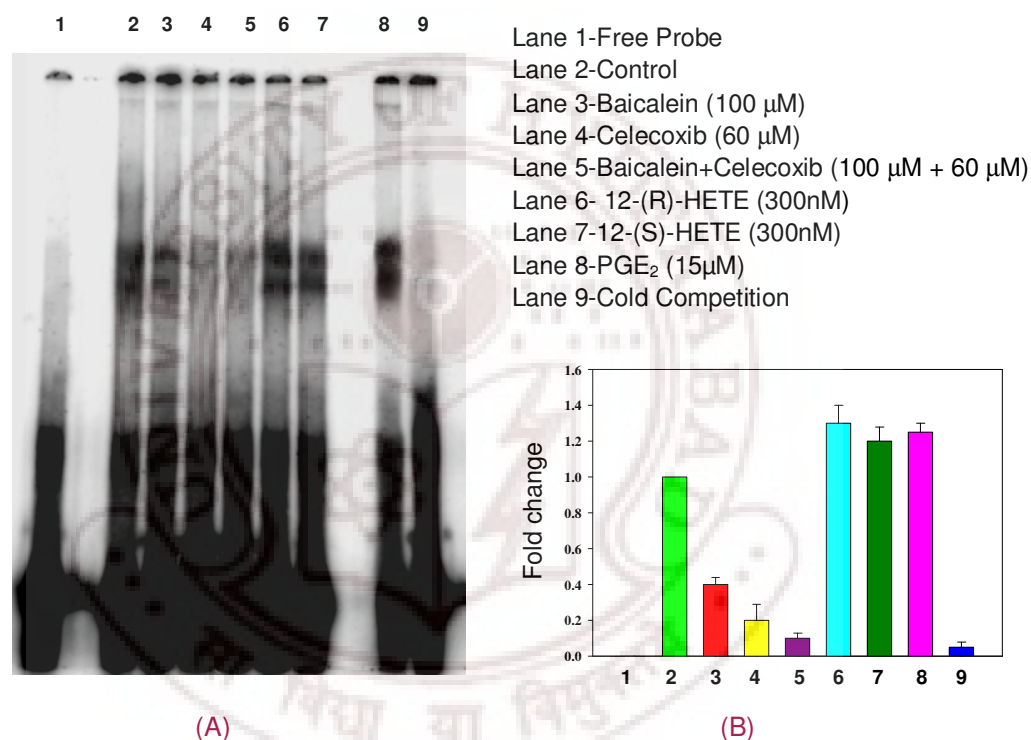 1 2 3 4 5 6 7 8 9
Lane 1-Free Probe
Lane 2-Control
Lane 3-Baicalein (100 μM)
Lane 4-Celecoxib (60 μM)
Lane 5-Baicalein+Celecoxib (100 μM + 60 μM)
Lane 6- 12-(R)-HETE (300nM)
Lane 7-12-(S)-HETE (300nM)
Lane 8-PGE₂ (15μM)
Lane 9-Cold Competition
Fold change
1.6
1.4
1.2
1.0
0.8
0.6
0.4
0.2
0.0
1 2 3 4 5 6 7 8 9
(A)
(B)